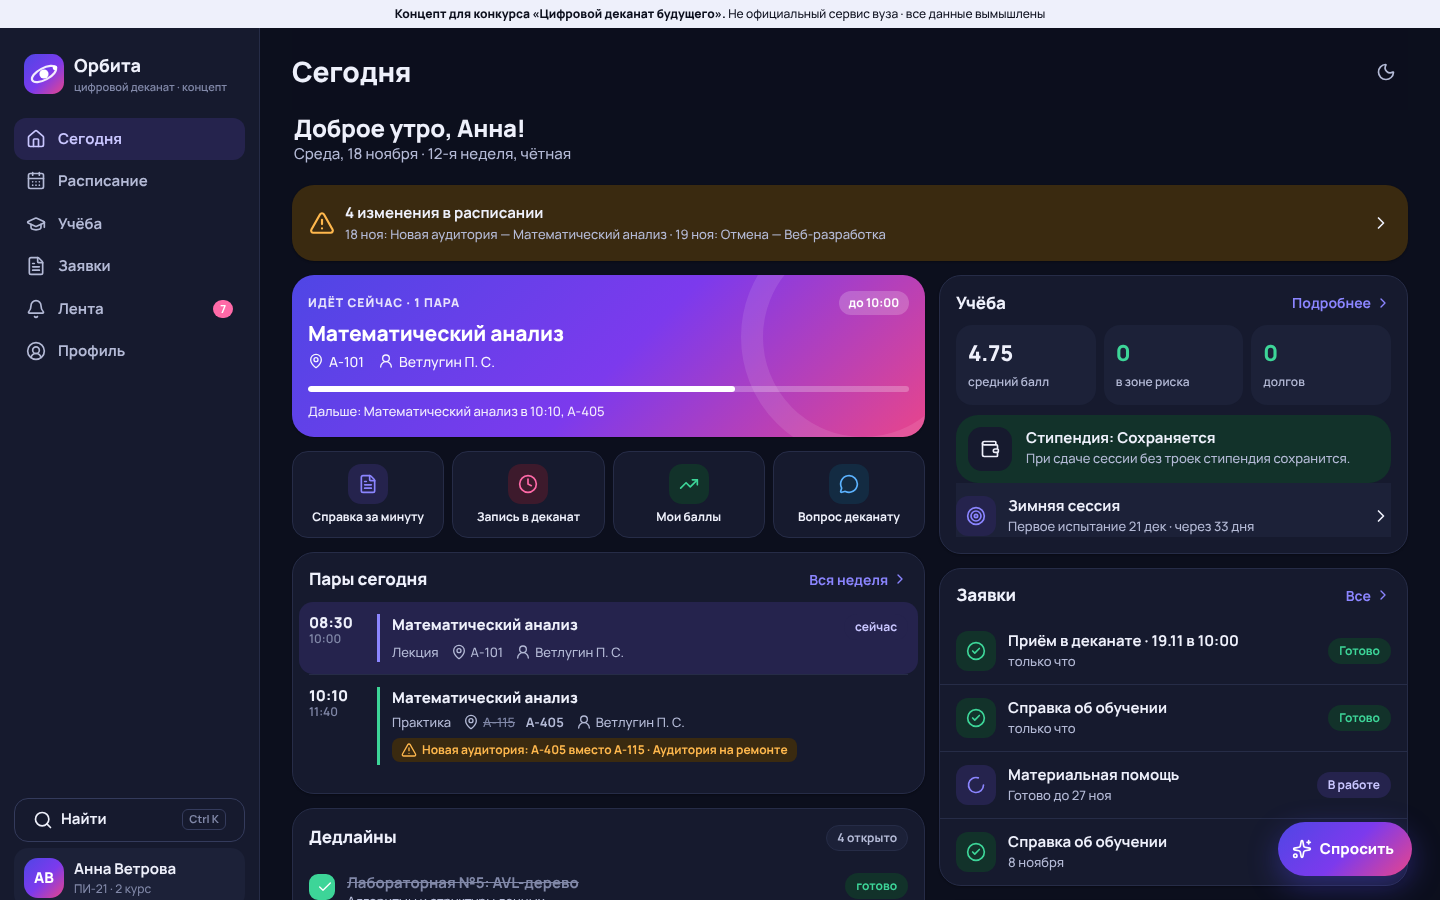 Концепт для конкурса «Цифровой деканат будущего». Не официальный сервис вуза · все данные вымышлены
Орбита
цифровой деканат · концепт
Сегодня
Расписание
Учёба
Заявки
Лента 7
Профиль
Найти Ctrl K
АВ
Анна Ветрова
ПИ-21 · 2 курс
Сегодня
Доброе утро, Анна!
Среда, 18 ноября · 12-я неделя, чётная
4 изменения в расписании
18 ноя: Новая аудитория — Математический анализ · 19 ноя: Отмена — Веб-разработка
ИДЁТ СЕЙЧАС · 1 ПАРА до 10:00
Математический анализ
А-101 Ветлугин П. С.
Дальше: Математический анализ в 10:10, А-405
Справка за минуту
Запись в деканат
Мои баллы
Вопрос деканату
Пары сегодня Вся неделя
08:30 Математический анализ сейчас
10:00 Лекция А-101 Ветлугин П. С.
10:10 Математический анализ
11:40 Практика А-115 А-405 Ветлугин П. С.
Новая аудитория: А-405 вместо А-115 · Аудитория на ремонте
Дедлайны 4 открыто
Лабораторная №5: AVL-дерево готово
Учёба Подробнее
4.75
средний балл
0
в зоне риска
0
долгов
Стипендия: Сохраняется
При сдаче сессии без троек стипендия сохранится.
Зимняя сессия
Первое испытание 21 дек · через 33 дня
Заявки Все
Приём в деканате · 19.11 в 10:00 Готово
только что
Справка об обучении Готово
только что
Материальная помощь В работе
Готово до 27 ноя
Справка об обучении
8 ноября
Спросить